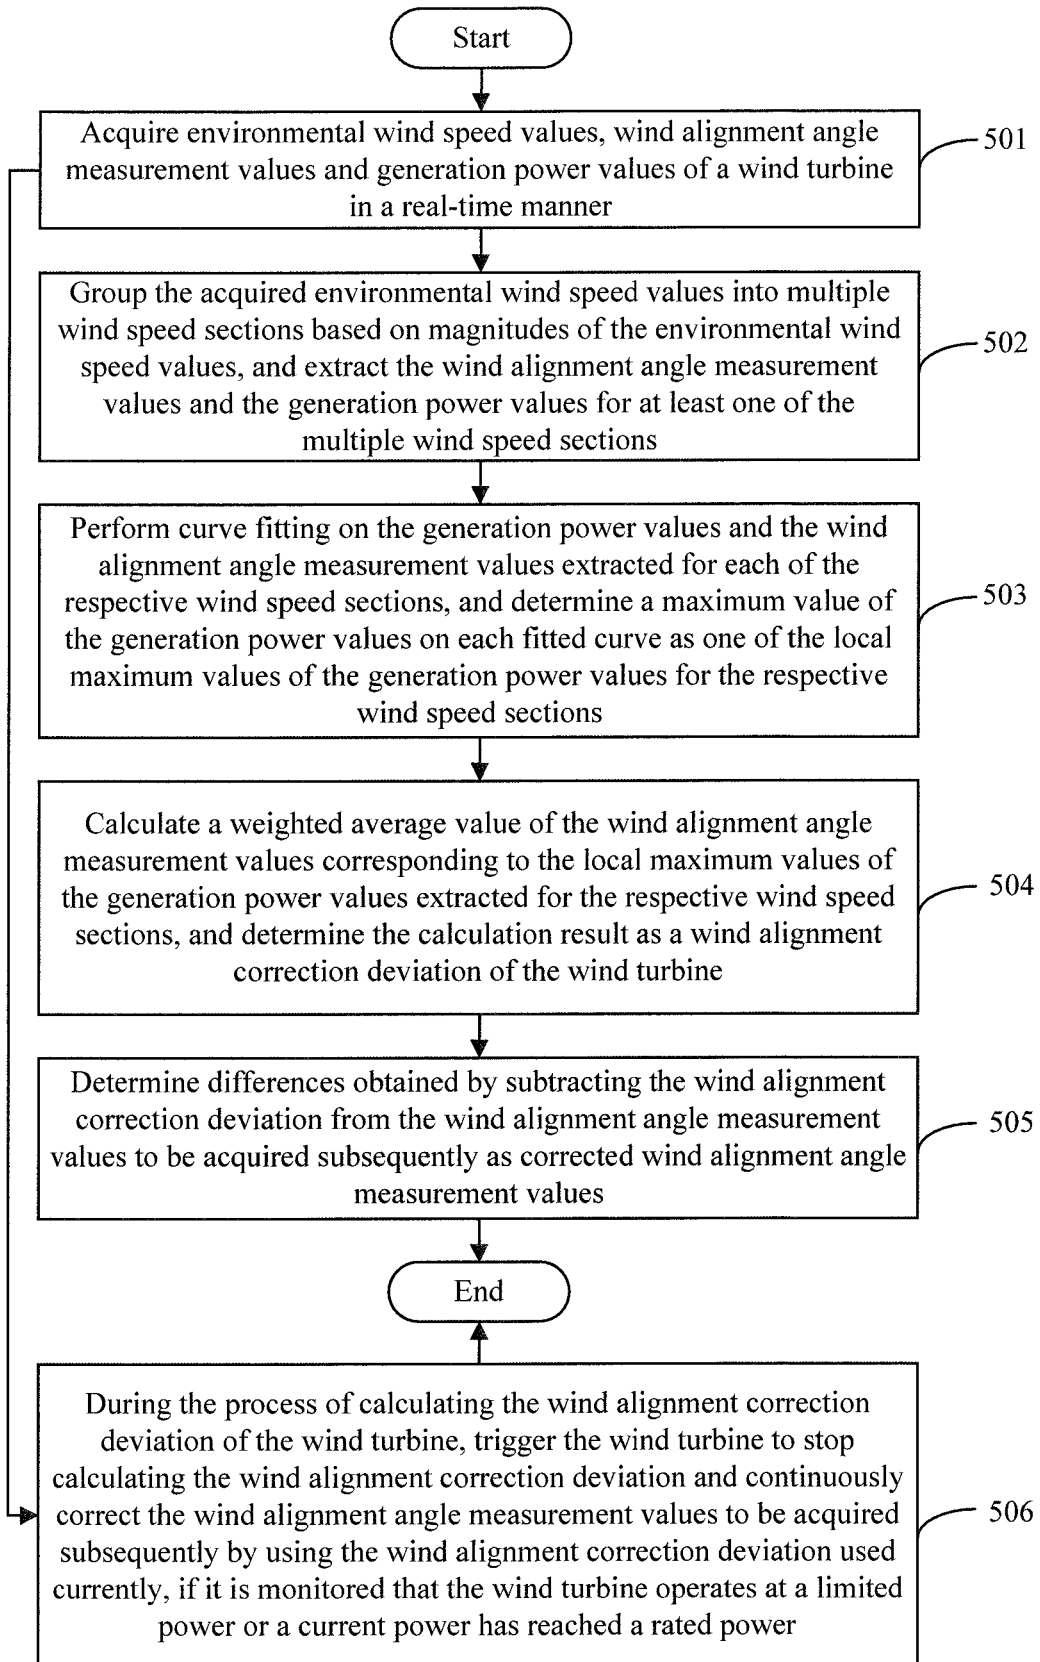 Start
Acquire environmental wind speed values, wind alignment angle
measurement values and generation power values of a wind turbine
in a real-time manner
501
Group the acquired environmental wind speed values into multiple
wind speed sections based on magnitudes of the environmental wind
speed values, and extract the wind alignment angle measurement
values and the generation power values for at least one of the
multiple wind speed sections
502
Perform curve fitting on the generation power values and the wind
alignment angle measurement values extracted for each of the
respective wind speed sections, and determine a maximum value of
the generation power values on each fitted curve as one of the local
maximum values of the generation power values for the respective
wind speed sections
503
Calculate a weighted average value of the wind alignment angle
measurement values corresponding to the local maximum values of
the generation power values extracted for the respective wind speed
sections, and determine the calculation result as a wind alignment
correction deviation of the wind turbine
504
Determine differences obtained by subtracting the wind alignment
correction deviation from the wind alignment angle measurement
values to be acquired subsequently as corrected wind alignment angle
measurement values
505
End
During the process of calculating the wind alignment correction
deviation of the wind turbine, trigger the wind turbine to stop
calculating the wind alignment correction deviation and continuously
correct the wind alignment angle measurement values to be acquired
subsequently by using the wind alignment correction deviation used
currently, if it is monitored that the wind turbine operates at a limited
power or a current power has reached a rated power
506